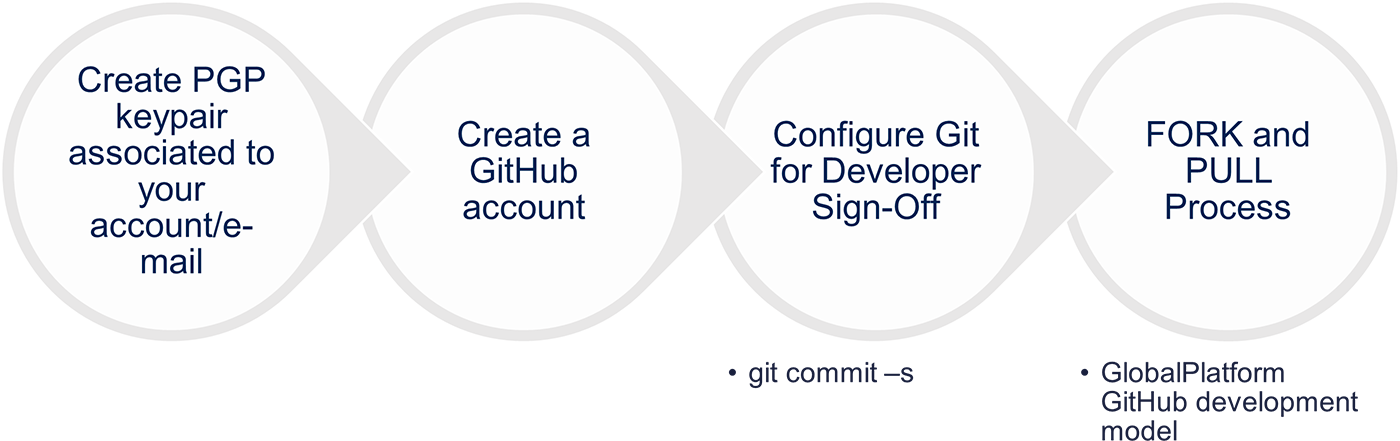 Create PGP
keypair
associated to
your
account/e-
mail
Create a
GitHub
account
Configure Git
for Developer
Sign-Off
• git commit –s
FORK and
PULL
Process
• GlobalPlatform
GitHub development
model